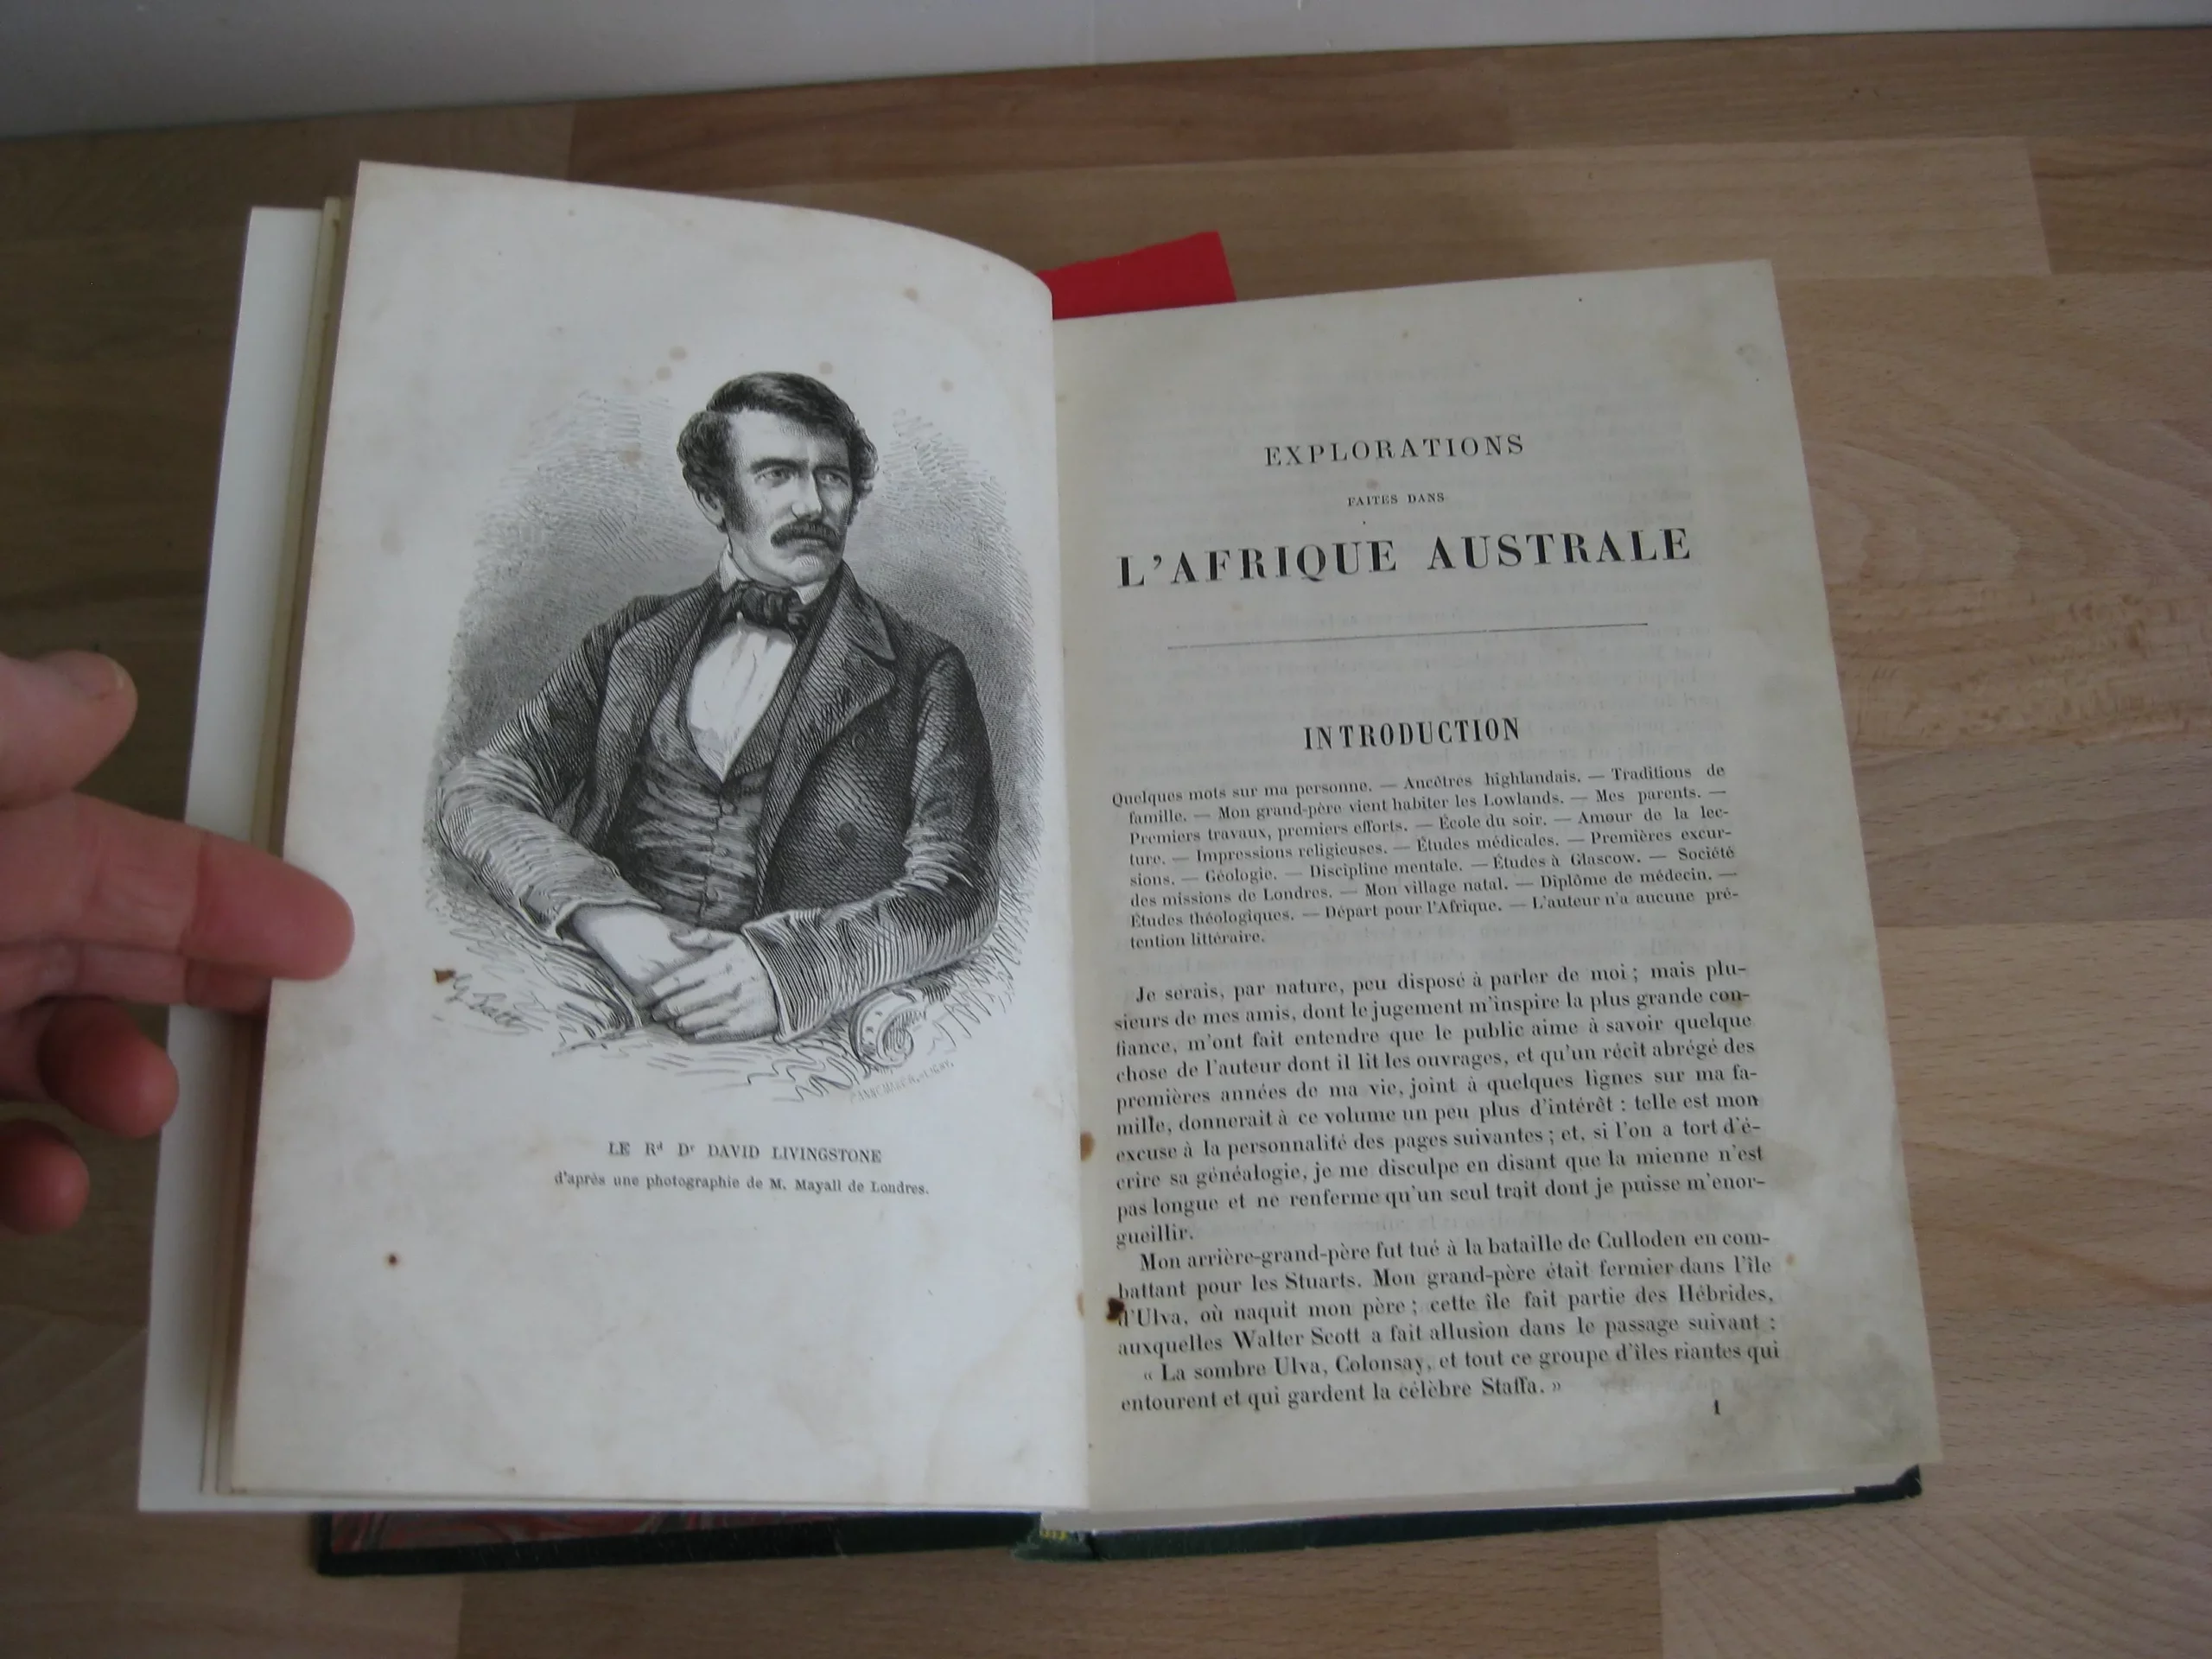 LE Rd Dr DAVID LIVINGSTONE
d'après une photographie de M. Mayall de Londres.
EXPLORATIONS
FAITES DANS
L'AFRIQUE AUSTRALE
INTRODUCTION
Quelques mots sur ma personne. — Ancêtres highlandais. — Traditions de
famille. — Mon grand-père vient habiter les Lowlands. — Mes parents. —
Premiers travaux, premiers efforts. — École du soir. — Amour de la lec-
ture. — Impressions religieuses. — Études médicales. — Premières excur-
sions. — Géologie. — Discipline mentale. — Études à Glascow. — Société
des missions de Londres. — Mon village natal. — Diplôme de médecin. —
Études théologiques. — Départ pour l'Afrique. — L'auteur n'a aucune pré-
tention littéraire.
Je serais, par nature, peu disposé à parler de moi ; mais plu-
sieurs de mes amis, dont le jugement m'inspire la plus grande con-
fiance, m'ont fait entendre que le public aime à savoir quelque
chose de l'auteur dont il lit les ouvrages, et qu'un récit abrégé des
premières années de ma vie, joint à quelques lignes sur ma fa-
mille, donnerait à ce volume un peu plus d'intérêt : telle est mon
excuse à la personnalité des pages suivantes ; et, si l'on a tort d'é-
crire sa généalogie, je me disculpe en disant que la mienne n'est
pas longue et ne renferme qu'un seul trait dont je puisse m'enor-
gueillir.
Mon arrière-grand-père fut tué à la bataille de Culloden en com-
battant pour les Stuarts. Mon grand-père était fermier dans l'île
d'Ulva, où naquit mon père ; cette île fait partie des Hébrides,
auxquelles Walter Scott a fait allusion dans le passage suivant :
« La sombre Ulva, Colonsay, et tout ce groupe d'îles riantes qui
entourent et qui gardent la célèbre Staffa. »
1